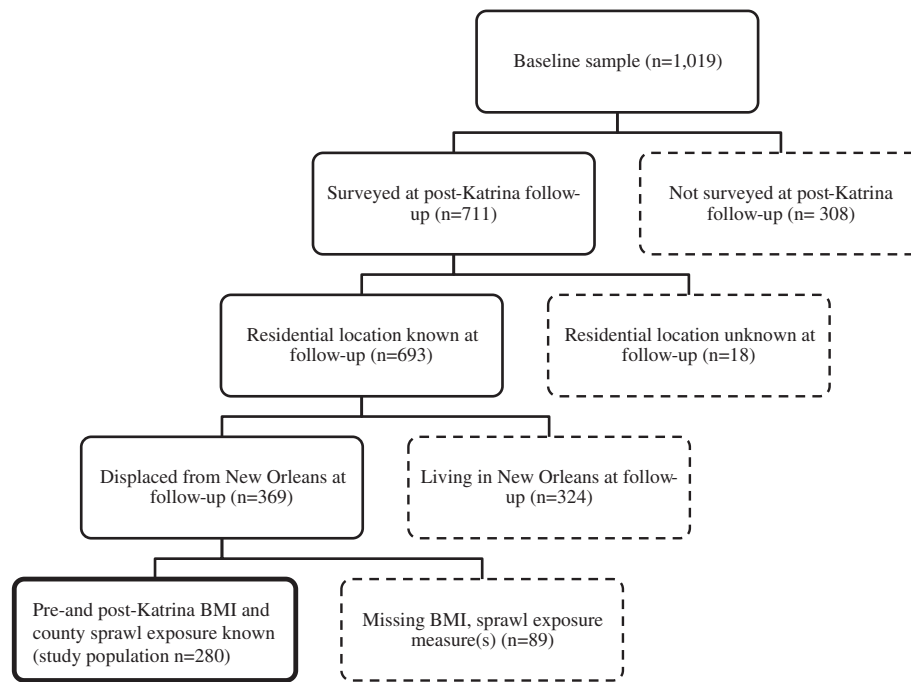 Baseline sample (n=1,019)
Surveyed at post-Katrina follow-
up (n=711)
Not surveyed at post-Katrina
follow-up (n= 308)
Residential location known at
follow-up (n=693)
Residential location unknown at
follow-up (n=18)
Displaced from New Orleans at
follow-up (n=369)
Living in New Orleans at follow-
up (n=324)
Pre-and post-Katrina BMI and
county sprawl exposure known
(study population n=280)
Missing BMI, sprawl exposure
measure(s) (n=89)